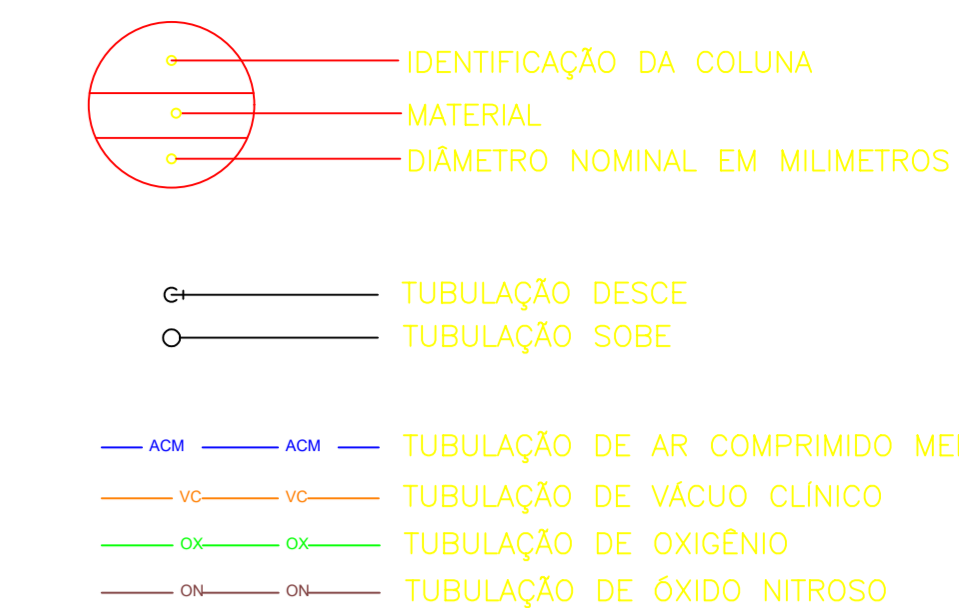 IDENTIFICAÇÃO DA COLUNA
MATERIAL
DIÂMETRO NOMINAL EM MILIMETROS
TUBULAÇÃO DESCE
TUBULAÇÃO SOBE
ACM ACM TUBULAÇÃO DE AR COMPRIMIDO
VC VC TUBULAÇÃO DE VÁCUO CLÍNICO
OX OX TUBULAÇÃO DE OXIGÊNIO
ON ON TUBULAÇÃO DE ÓXIDO NITROSO